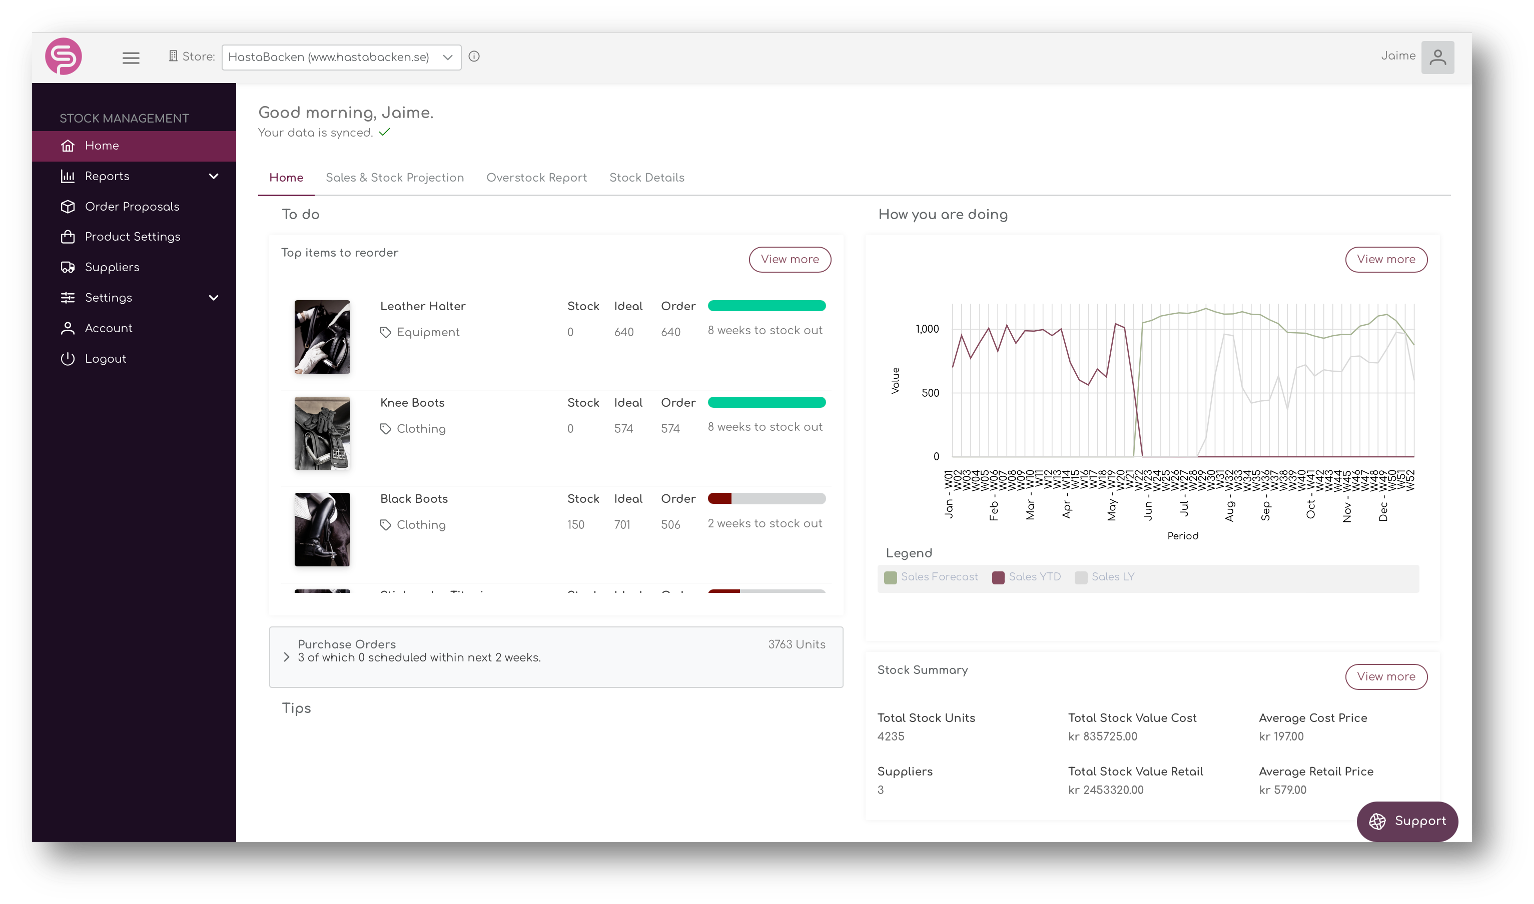 Store: HastaBacken (www.hastabacken.se)
Jaime
STOCK MANAGEMENT
Home
Reports
Order Proposals
Product Settings
Suppliers
Settings
Account
Logout
Good morning, Jaime.
Your data is synced.
Home Sales & Stock Projection Overstock Report Stock Details
To do
Top items to reorder
View more
Leather Halter Stock Ideal Order
Equipment 0 640 640 8 weeks to stock out
Knee Boots Stock Ideal Order
Clothing 0 574 574 8 weeks to stock out
Black Boots Stock Ideal Order
Clothing 150 701 506 2 weeks to stock out
Purchase Orders 3763 Units
3 of which 0 scheduled within next 2 weeks.
Tips
How you are doing
View more
1,000
500
0
Value
Jan - W01
W02
W03
W04
W05
Feb - W06
W07
W08
W09
Mar - W10
W11
W12
W13
Apr - W14
W15
W16
W17
W18
May - W19
W20
W21
W22
Jun - W23
W24
W25
W26
Jul - W27
W28
W29
W30
W31
Aug - W32
W33
W34
W35
Sep - W36
W37
W38
W39
W40
Oct - W41
W42
W43
W44
Nov - W45
W46
W47
W48
Dec - W49
W50
W51
W52
Period
Legend
Sales Forecast Sales YTD Sales LY
Stock Summary
View more
Total Stock Units Total Stock Value Cost Average Cost Price
4235 kr 835725.00 kr 197.00
Suppliers Total Stock Value Retail Average Retail Price
3 kr 2453320.00 kr 579.00
Support